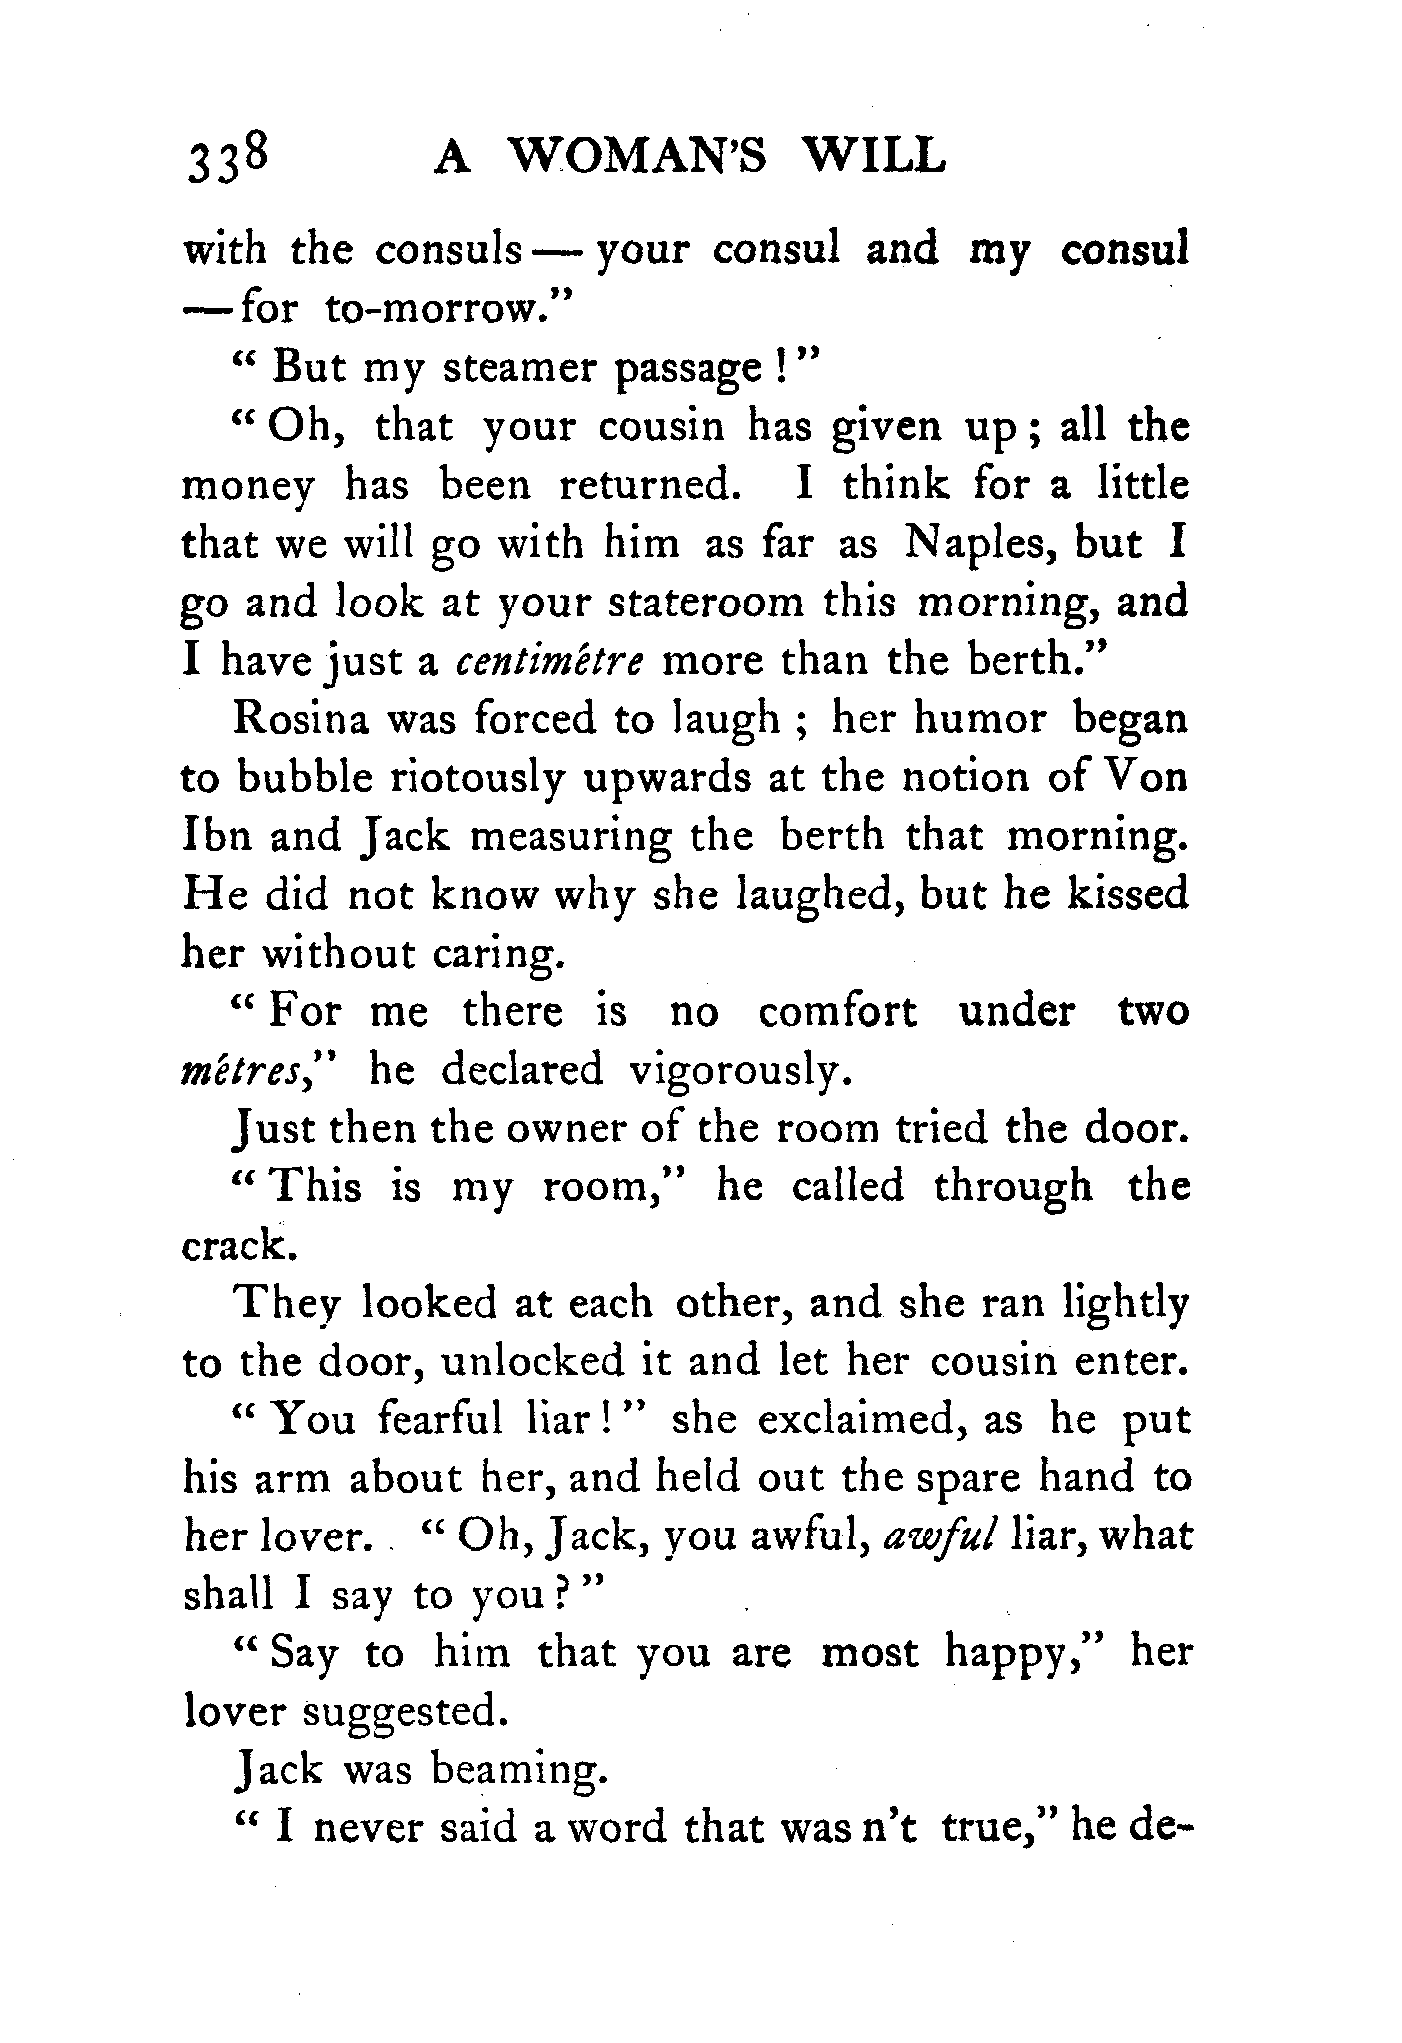 338 A WOMAN'S WILL
with the consuls — your consul and my consul
— for to-morrow."
" But my steamer passage ! "
" Oh, that your cousin has given up ; all the
money has been returned. I think for a little
that we will go with him as far as Naples, but I
go and look at your stateroom this morning, and
I have just a centimètre more than the berth."
Rosina was forced to laugh ; her humor began
to bubble riotously upwards at the notion of Von
Ibn and Jack measuring the berth that morning.
He did not know why she laughed, but he kissed
her without caring.
" For me there is no comfort under two
mètres," he declared vigorously.
Just then the owner of the room tried the door.
" This is my room," he called through the
crack.
They looked at each other, and she ran lightly
to the door, unlocked it and let her cousin enter.
" You fearful liar ! " she exclaimed, as he put
his arm about her, and held out the spare hand to
her lover. " Oh, Jack, you awful, awful liar, what
shall I say to you ? "
" Say to him that you are most happy," her
lover suggested.
Jack was beaming.
" I never said a word that was n't true," he de-